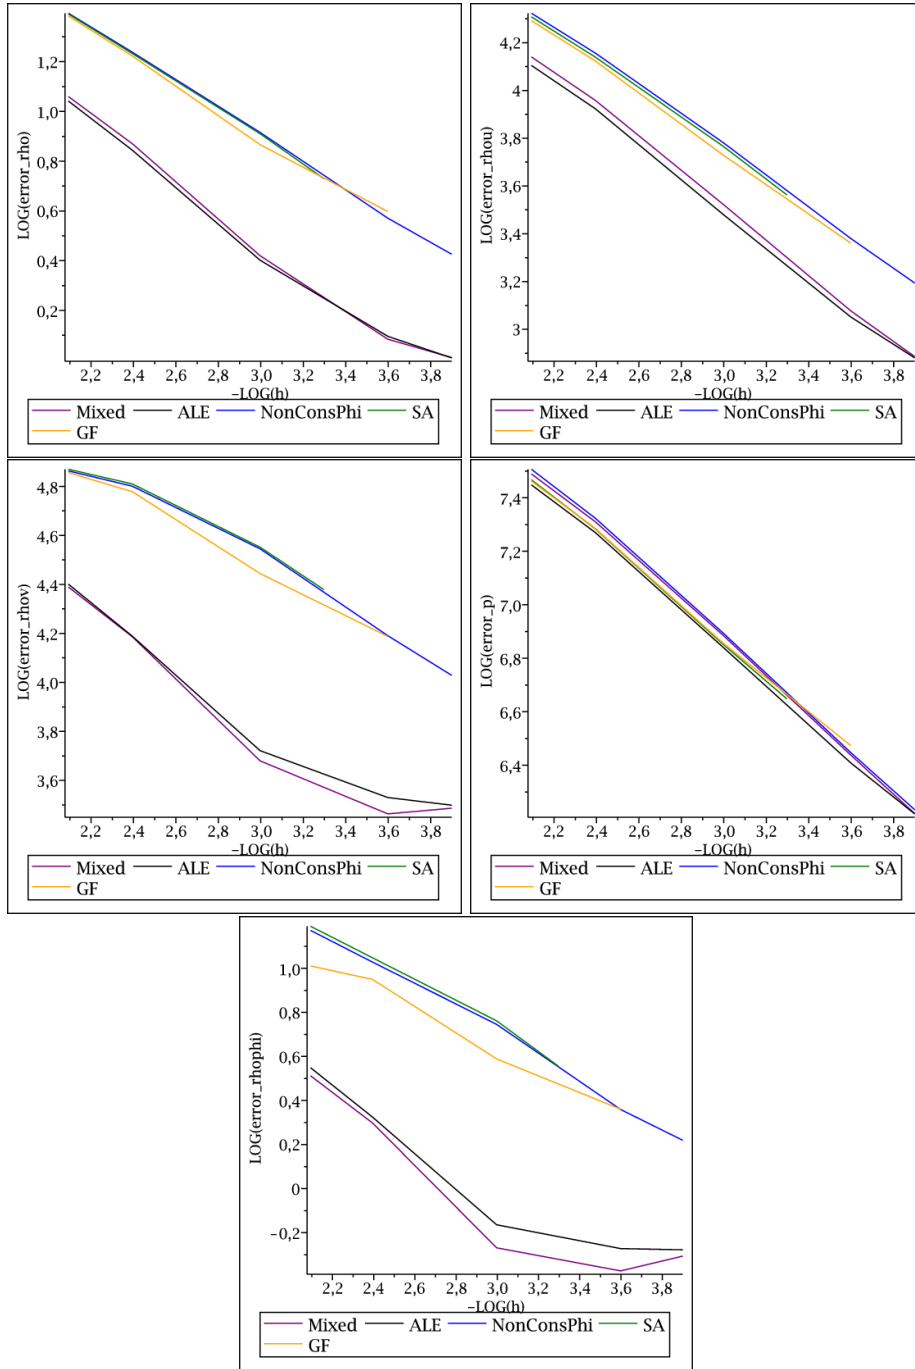 LOG(error_rho)
1,2
1,0
0,8
0,6
0,4
0,2
2,2 2,4 2,6 2,8 3,0 3,2 3,4 3,6 3,8
−LOG(h)
Mixed ALE NonConsPhi SA
GF
LOG(error_rhou)
4,2
4
3,8
3,6
3,4
3,2
3
2,2 2,4 2,6 2,8 3,0 3,2 3,4 3,6 3,8
−LOG(h)
Mixed ALE NonConsPhi SA
GF
LOG(error_rhov)
4,8
4,6
4,4
4,2
4,0
3,8
3,6
2,2 2,4 2,6 2,8 3,0 3,2 3,4 3,6 3,8
−LOG(h)
Mixed ALE NonConsPhi SA
GF
LOG(error_p)
7,4
7,2
7,0
6,8
6,6
6,4
2,2 2,4 2,6 2,8 3,0 3,2 3,4 3,6 3,8
−LOG(h)
Mixed ALE NonConsPhi SA
GF
LOG(error_rhophi)
1,0
0,8
0,6
0,4
0,2
0
−0,2
2,2 2,4 2,6 2,8 3,0 3,2 3,4 3,6 3,8
−LOG(h)
Mixed ALE NonConsPhi SA
GF